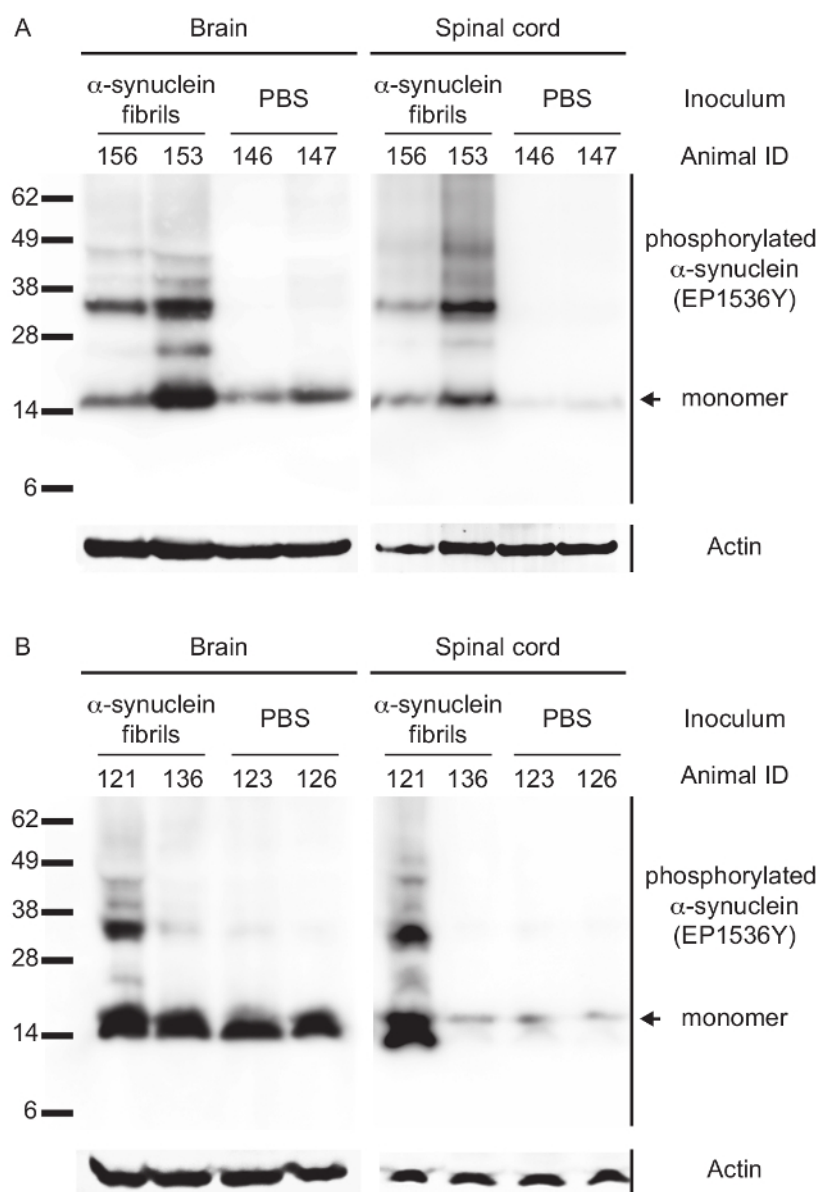 A
Brain Spinal cord
α-synuclein fibrils PBS α-synuclein fibrils PBS Inoculum
156 153 146 147 156 153 146 147 Animal ID
62
49
38
28
14
6
phosphorylated
α-synuclein
(EP1536Y)
monomer
Actin
B
Brain Spinal cord
α-synuclein fibrils PBS α-synuclein fibrils PBS Inoculum
121 136 123 126 121 136 123 126 Animal ID
62
49
38
28
14
6
phosphorylated
α-synuclein
(EP1536Y)
monomer
Actin